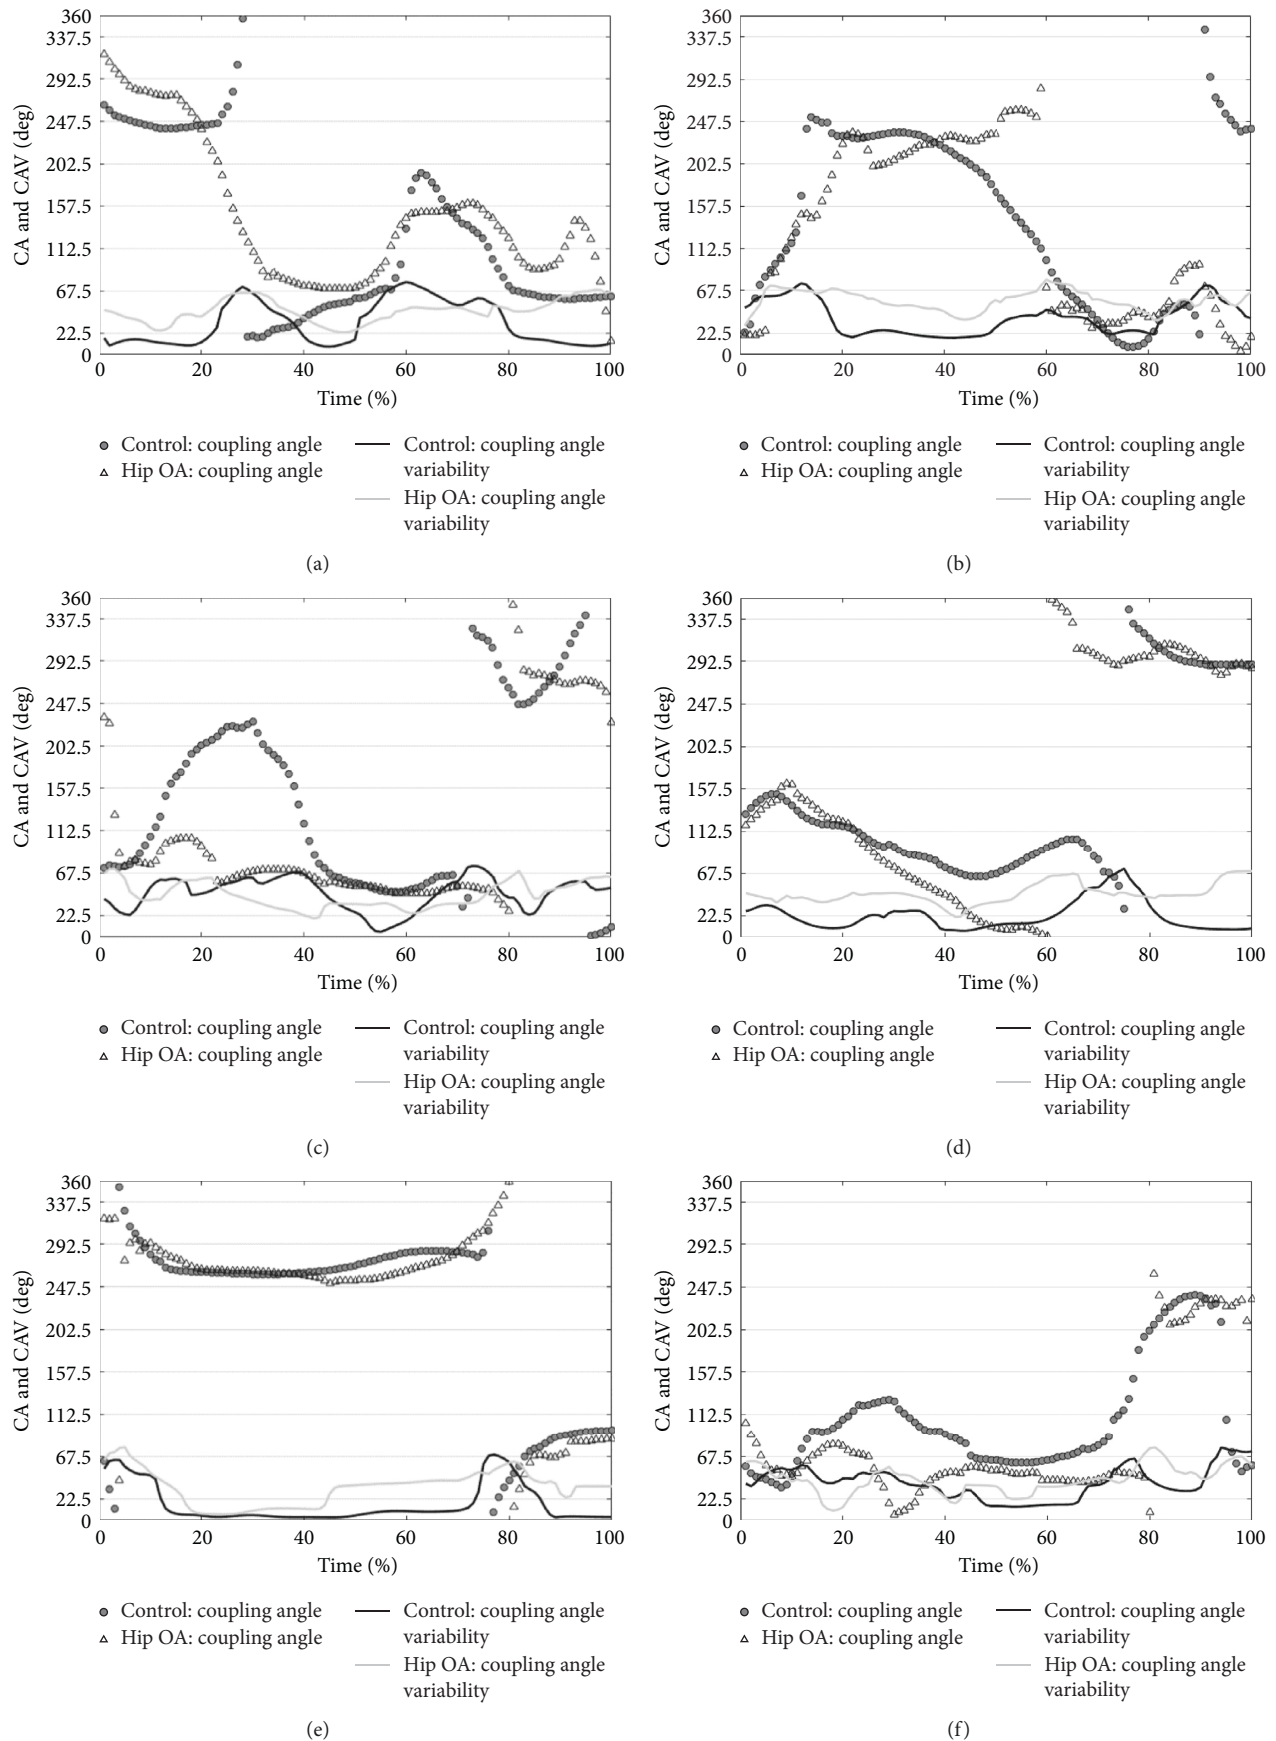 360
337.5
292.5
247.5
202.5
157.5
112.5
67.5
22.5
0
CA and CAV (deg)
0 20 40 60 80 100
Time (%)
Control: coupling angle
Hip OA: coupling angle
Control: coupling angle
variability
Hip OA: coupling angle
variability
(a)
360
337.5
292.5
247.5
202.5
157.5
112.5
67.5
22.5
0
CA and CAV (deg)
0 20 40 60 80 100
Time (%)
Control: coupling angle
Hip OA: coupling angle
Control: coupling angle
variability
Hip OA: coupling angle
variability
(b)
360
337.5
292.5
247.5
202.5
157.5
112.5
67.5
22.5
0
CA and CAV (deg)
0 20 40 60 80 100
Time (%)
Control: coupling angle
Hip OA: coupling angle
Control: coupling angle
variability
Hip OA: coupling angle
variability
(c)
360
337.5
292.5
247.5
202.5
157.5
112.5
67.5
22.5
0
CA and CAV (deg)
0 20 40 60 80 100
Time (%)
Control: coupling angle
Hip OA: coupling angle
Control: coupling angle
variability
Hip OA: coupling angle
variability
(d)
360
337.5
292.5
247.5
202.5
157.5
112.5
67.5
22.5
0
CA and CAV (deg)
0 20 40 60 80 100
Time (%)
Control: coupling angle
Hip OA: coupling angle
Control: coupling angle
variability
Hip OA: coupling angle
variability
(e)
360
337.5
292.5
247.5
202.5
157.5
112.5
67.5
22.5
0
CA and CAV (deg)
0 20 40 60 80 100
Time (%)
Control: coupling angle
Hip OA: coupling angle
Control: coupling angle
variability
Hip OA: coupling angle
variability
(f)